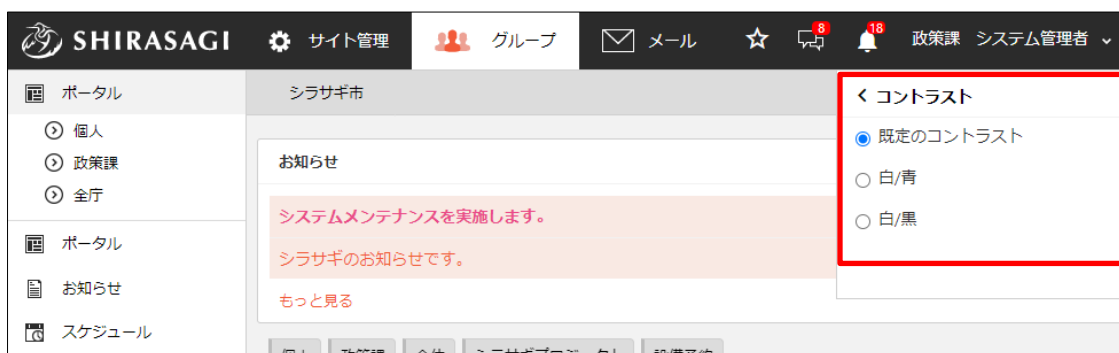 SHIRASAGI サイト管理 グループ メール 8 18 政策課 システム管理者
ポータル
個人
政策課
全庁
ポータル
お知らせ
スケジュール
シラサギ市
お知らせ
システムメンテナンスを実施します。
シラサギのお知らせです。
もっと見る
コントラスト
既定のコントラスト
白/青
白/黒